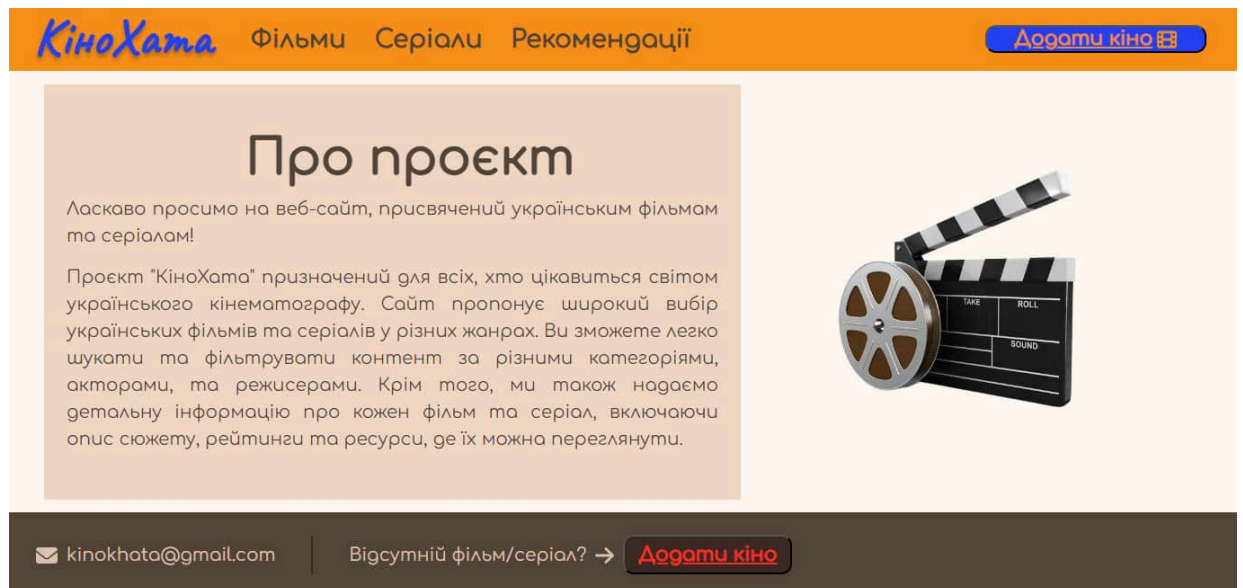 КіноХата Фільми Серіали Рекомендації Додати кіно
Про проєкт
Ласкаво просимо на веб-сайт, присвячений українським фільмам
та серіалам!
Проєкт "КіноХата" призначений для всіх, хто цікавиться світом
українського кінематографу. Сайт пропонує широкий вибір
українських фільмів та серіалів у різних жанрах. Ви зможете легко
шукати та фільтрувати контент за різними категоріями,
акторами, та режисерами. Крім того, ми також надаємо
детальну інформацію про кожен фільм та серіал, включаючи
опис сюжету, рейтинги та ресурси, де їх можна переглянути.
TAKE ROLL
SOUND
kinokhata@gmail.com Відсутній фільм/серіал? → Додати кіно